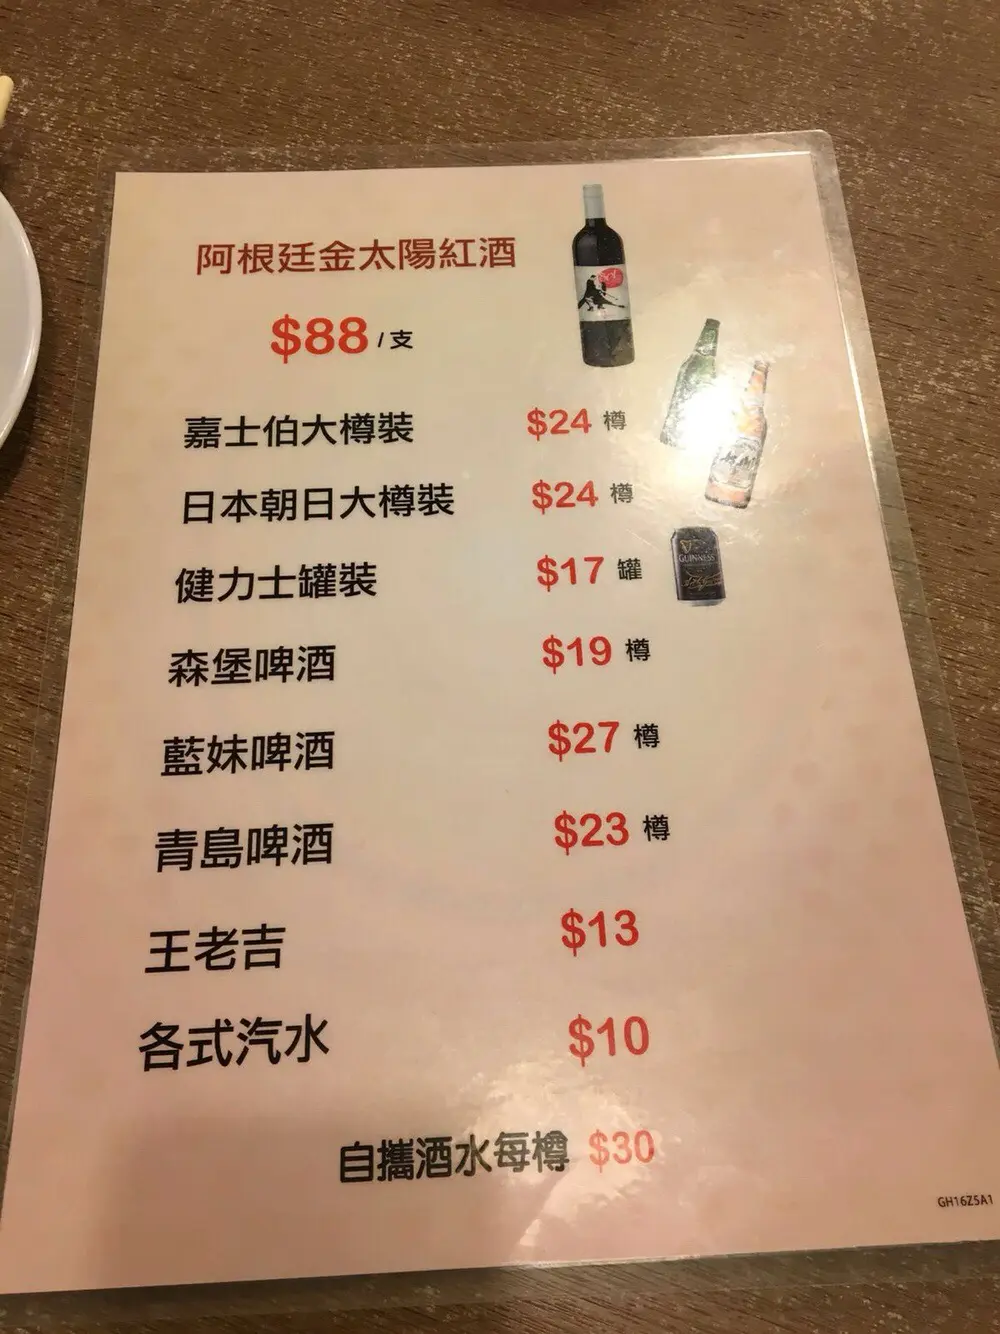 阿根廷金太陽紅酒
$88 / 支
嘉士伯大樽裝 $24 樽
日本朝日大樽裝 $24 樽
健力士罐裝 $17 罐
GUINNESS
森堡啤酒 $19 樽
藍妹啤酒 $27 樽
青島啤酒 $23 樽
王老吉 $13
各式汽水 $10
自攜酒水每樽 $30
GH16Z5A1